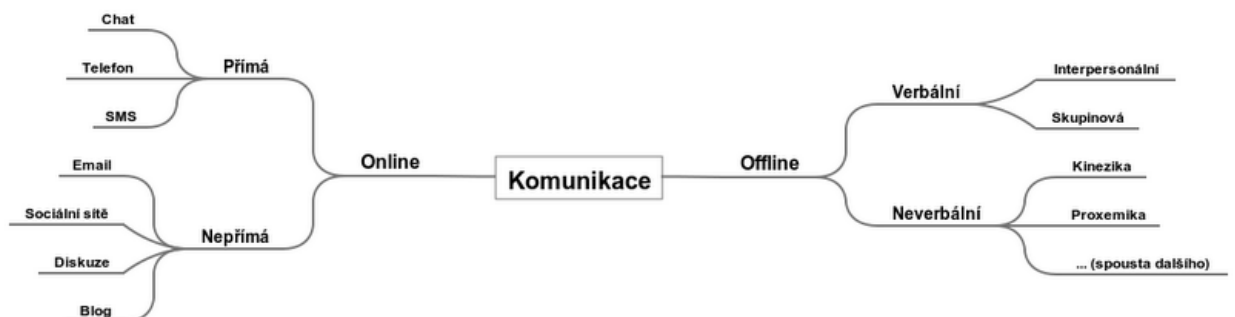 Chat
Telefon
SMS
Přímá
Email
Sociální sítě
Diskuze
Blog
Nepřímá
Online
Komunikace
Offline
Verbální
Interpersonální
Skupinová
Neverbální
Kinezika
Proxemika
... (spousta dalšího)